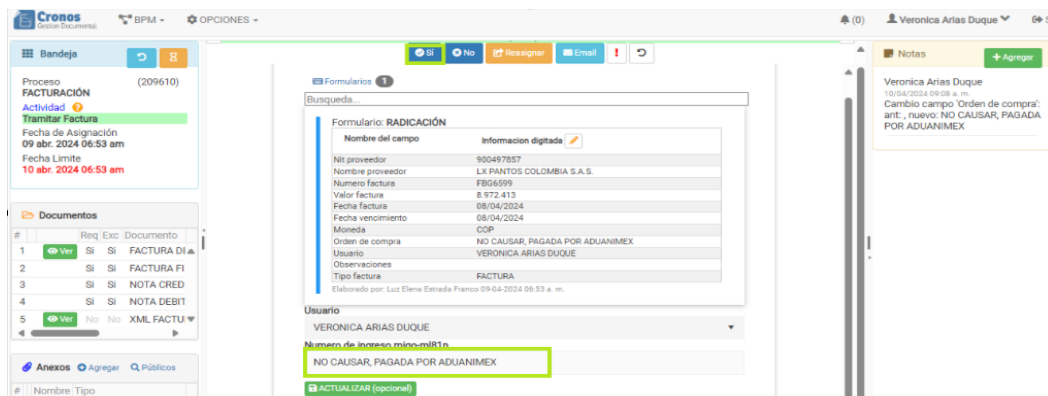 Cronos
Gestion Documental
BPM
OPCIONES
(0)
Veronica Arias Duque
Bandeja
Proceso (209610)
FACTURACIÓN
Actividad
Tramitar Factura
Fecha de Asignación
09 abr. 2024 06:53 am
Fecha Limite
10 abr. 2024 06:53 am
Documentos
# Req Exc Documento
1 Ver Si Si FACTURA DI
2 Si Si FACTURA FI
3 Si Si NOTA CRED
4 Si Si NOTA DEBIT
5 Ver No No XML FACTU
Anexos Agregar Públicos
# Nombre Tipo
Si No Reasignar Email !
Formularios 1
Busqueda...
Formulario: RADICACIÓN
Nombre del campo Informacion digitada
Nit proveedor 900497857
Nombre proveedor LX PANTOS COLOMBIA S.A.S.
Numero factura FBG6599
Valor factura 8.972.413
Fecha factura 08/04/2024
Fecha vencimiento 08/04/2024
Moneda COP
Orden de compra NO CAUSAR, PAGADA POR ADUANIMEX
Usuario VERONICA ARIAS DUQUE
Observaciones
Tipo factura FACTURA
Elaborado por: Luz Elene Estrada Franco 09-04-2024 06:53 a. m.
Usuario
VERONICA ARIAS DUQUE
Numero de ingreso migo-ml81n
NO CAUSAR, PAGADA POR ADUANIMEX
ACTUALIZAR (opcional)
Notas
Agregar
Veronica Arias Duque
10/04/2024 09:08 a. m.
Cambio campo 'Orden de compra':
ant: , nuevo: NO CAUSAR, PAGADA
POR ADUANIMEX